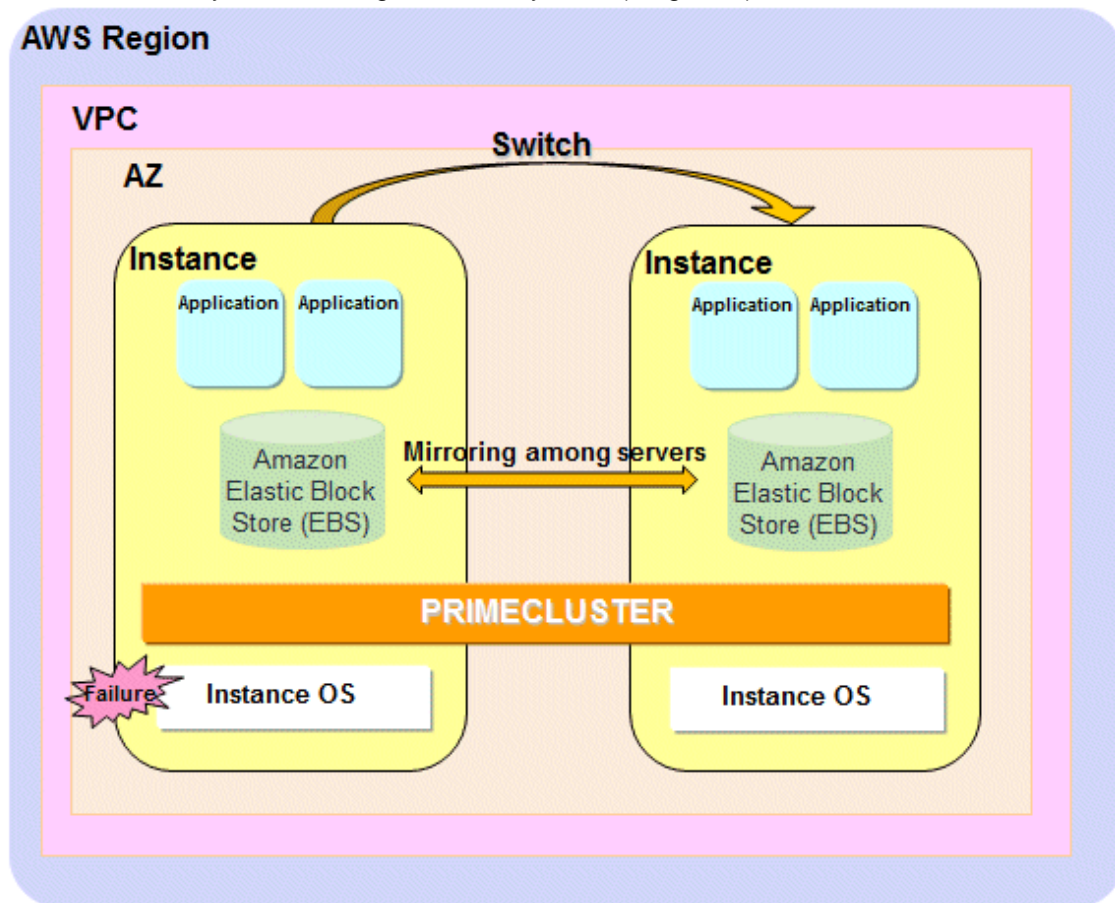 AWS Region
VPC
Switch
AZ
Instance
Instance
Application Application
Application Application
Mirroring among servers
Amazon
Elastic Block
Store (EBS)
Amazon
Elastic Block
Store (EBS)
PRIMECLUSTER
Failure
Instance OS
Instance OS